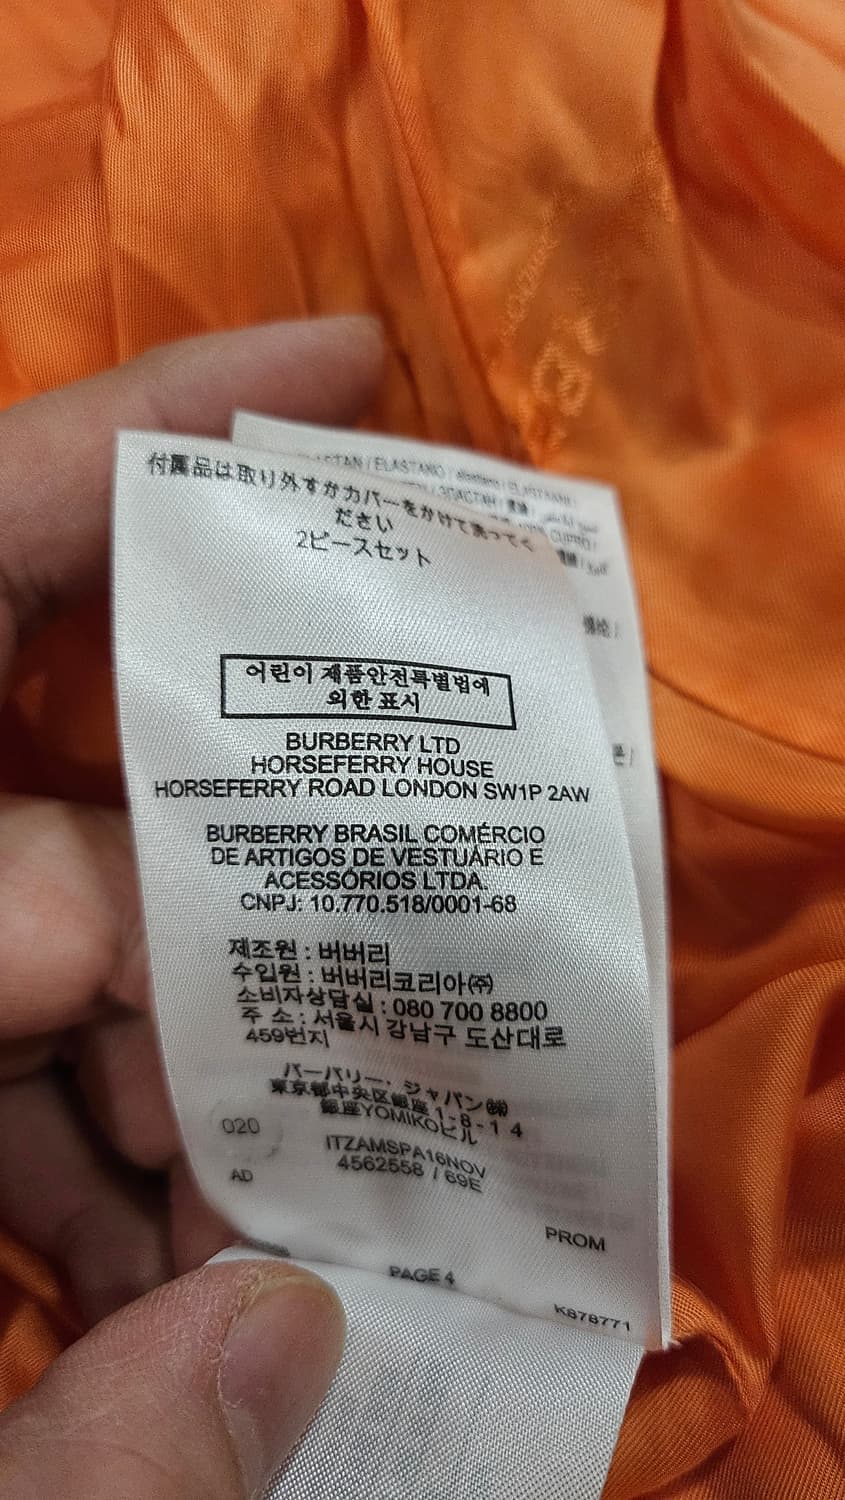 付属品は取り外すかカバーをかけて洗ってく
ださい
2ピースセット
어린이 제품안전특별법에
의한 표시
BURBERRY LTD
HORSEFERRY HOUSE
HORSEFERRY ROAD LONDON SW1P 2AW
BURBERRY BRASIL COMÉRCIO
DE ARTIGOS DE VESTUÁRIO E
ACESSÓRIOS LTDA.
CNPJ: 10.770.518/0001-68
제조원 : 버버리
수입원 : 버버리코리아㈜
소비자상담실 : 080 700 8800
주 소 : 서울시 강남구 도산대로
459번지
バーバリー・ジャパン㈱
東京都中央区銀座 1 - 8 - 1 4
銀座YOMIKOビル
020
ITZAMSPA16NOV
4562558 / 69E
AD
PROM
PAGE 4
K878771
ELASTANO
CUPRO /